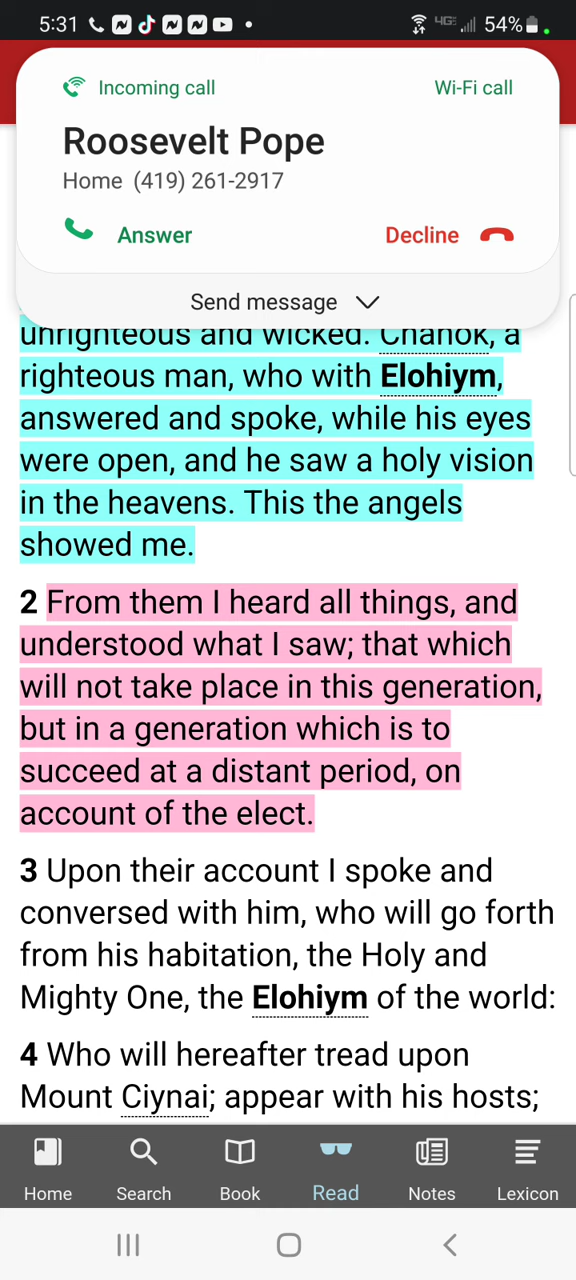 5:31
4G
54%
Incoming call
Wi-Fi call
Roosevelt Pope
Home (419) 261-2917
Answer
Decline
Send message
unrighteous and wicked. Chanok, a
righteous man, who with Elohiym,
answered and spoke, while his eyes
were open, and he saw a holy vision
in the heavens. This the angels
showed me.
2 From them I heard all things, and
understood what I saw; that which
will not take place in this generation,
but in a generation which is to
succeed at a distant period, on
account of the elect.
3 Upon their account I spoke and
conversed with him, who will go forth
from his habitation, the Holy and
Mighty One, the Elohiym of the world:
4 Who will hereafter tread upon
Mount Ciynai; appear with his hosts;
Home
Search
Book
Read
Notes
Lexicon